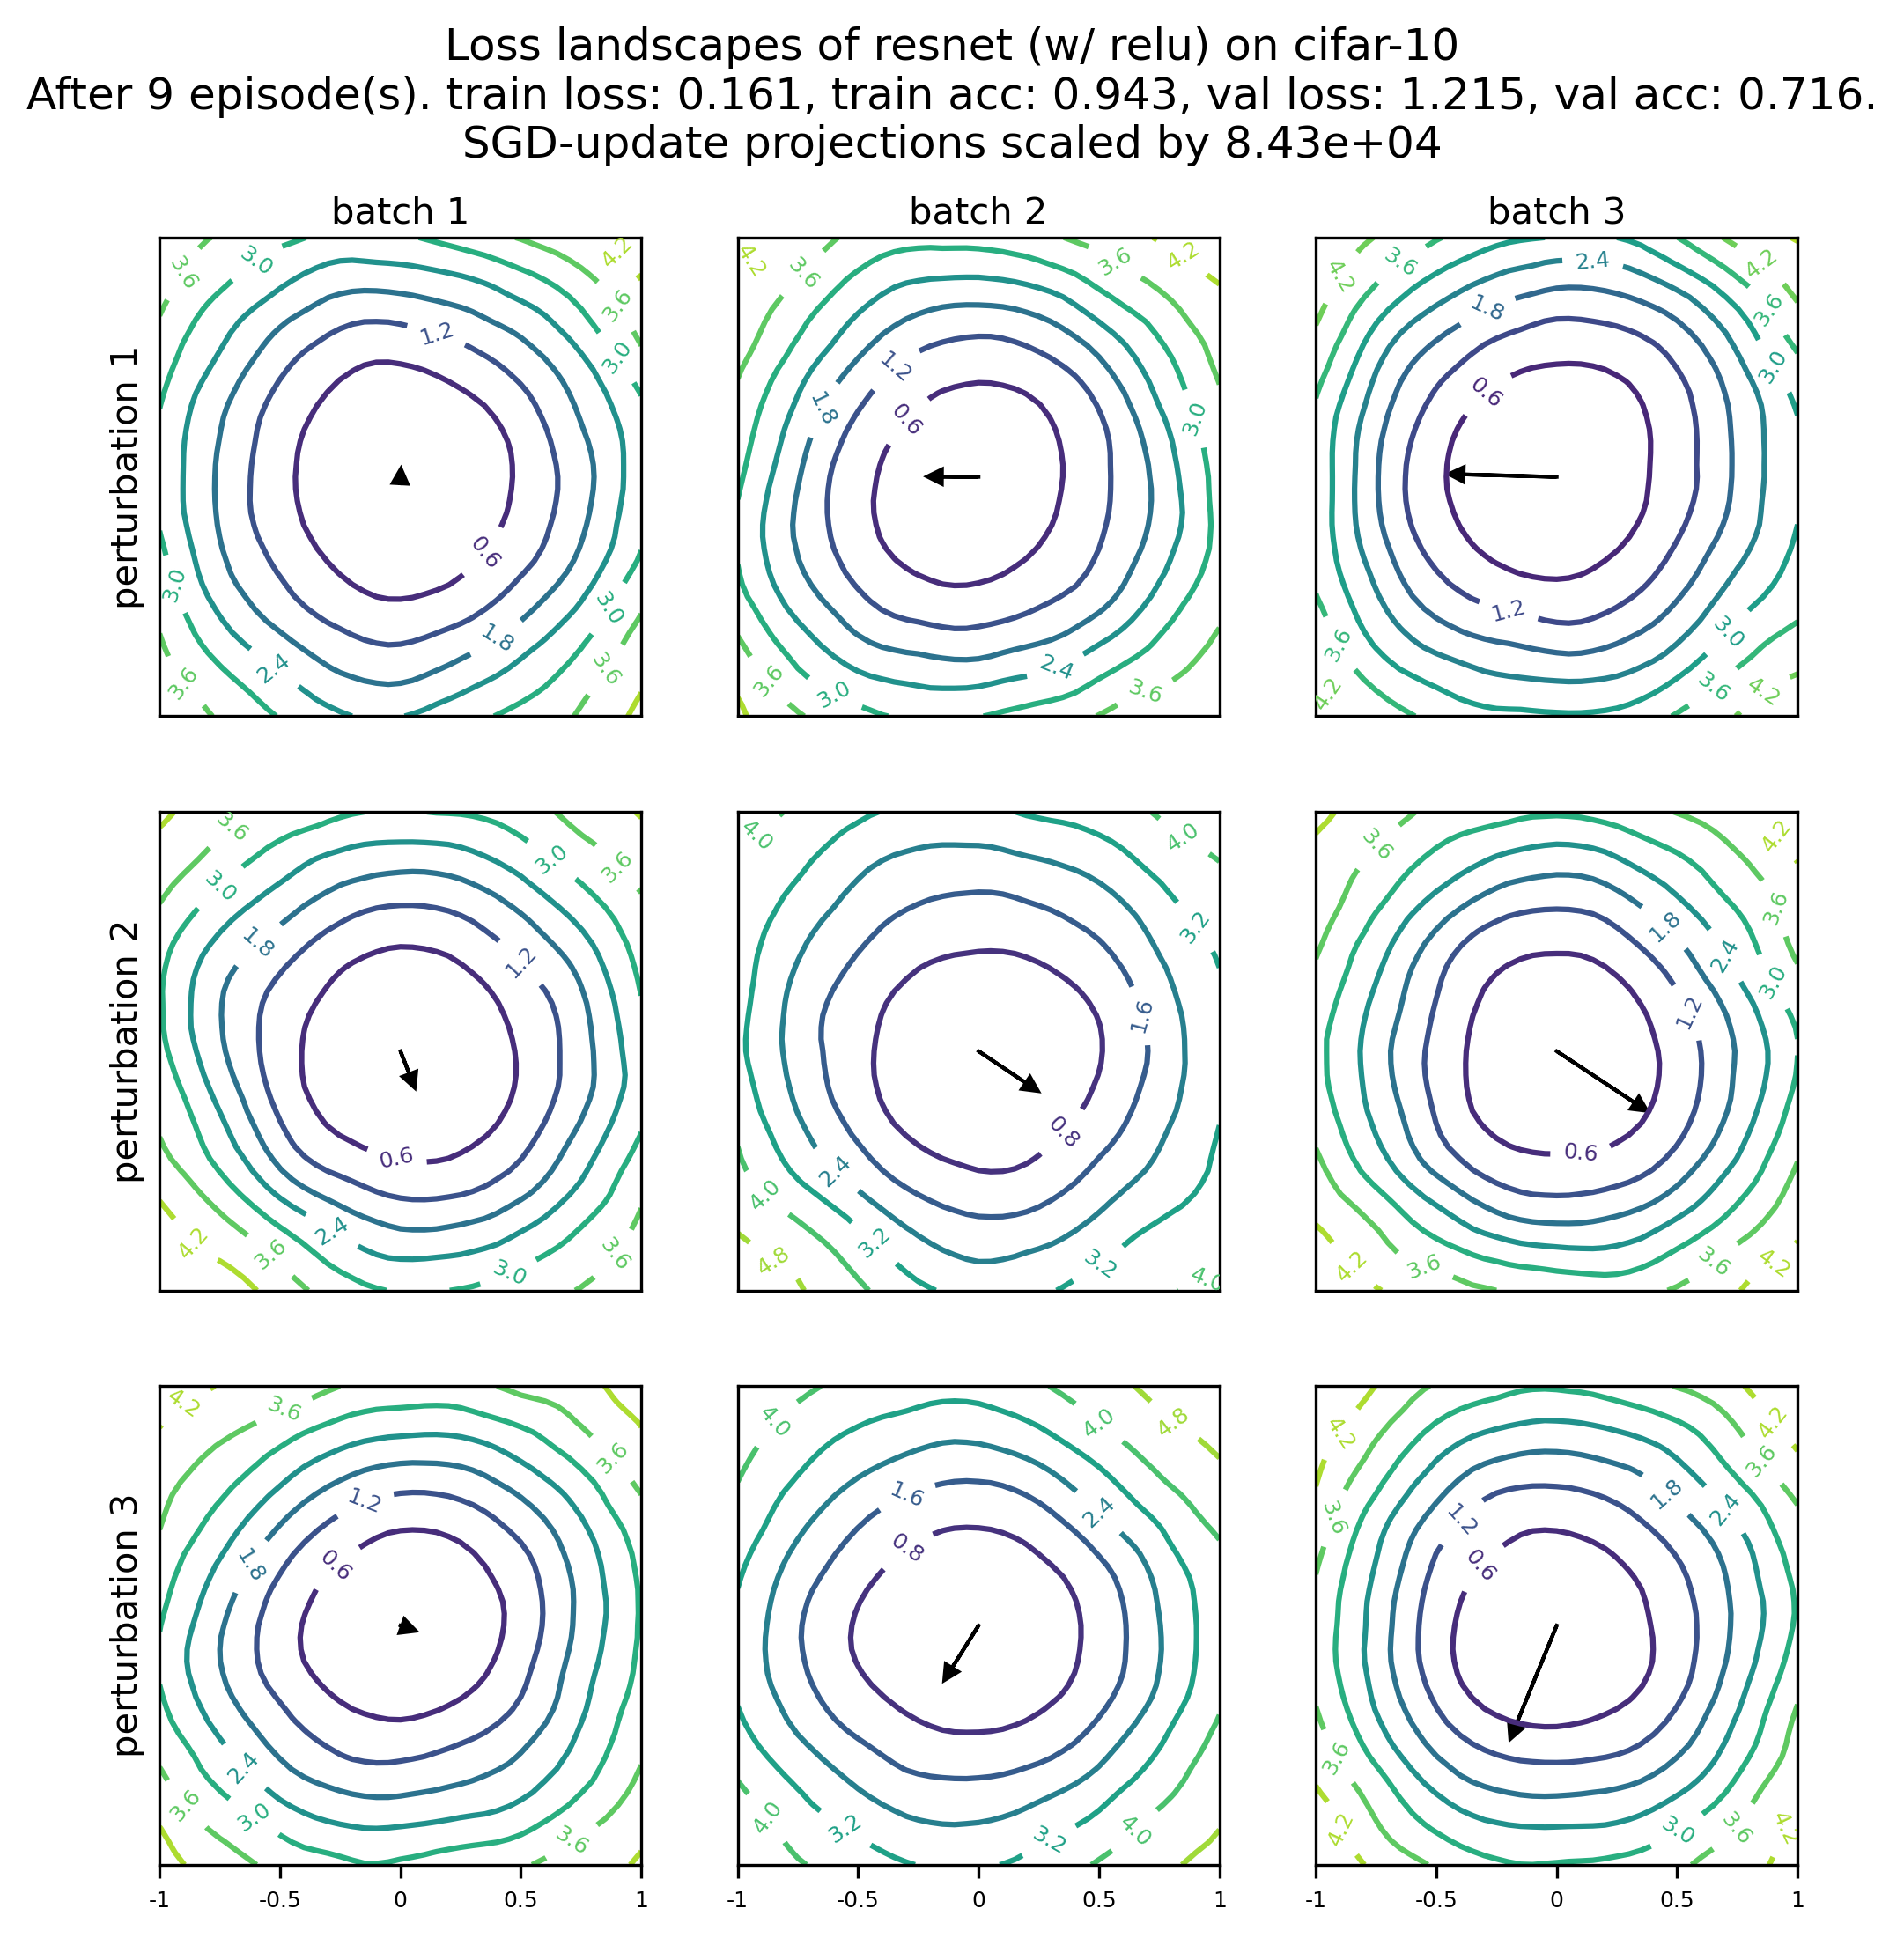 Loss landscapes of resnet (w/ relu) on cifar-10
After 9 episode(s). train loss: 0.161, train acc: 0.943, val loss: 1.215, val acc: 0.716.
SGD-update projections scaled by 8.43e+04
batch 1 batch 2 batch 3
perturbation 1
3.6 3.0 4.2 3.6 3.0 1.2 0.6 3.0 3.0 1.8 2.4 3.6 3.6
4.2 3.6 3.6 4.2 1.2 1.8 0.6 3.0 2.4 3.6 3.0 3.6
4.2 3.6 2.4 4.2 1.8 3.6 3.0 0.6 1.2 3.0 3.6 3.6 4.2 4.2
perturbation 2
3.6 3.0 3.6 3.0 1.8 1.2 0.6 2.4 4.2 3.6 3.0 3.6
4.0 4.0 3.2 1.6 0.8 2.4 4.0 3.2 4.8 3.2 4.0
3.6 4.2 3.6 1.8 2.4 3.0 1.2 0.6 4.2 3.6 3.6 4.2
perturbation 3
4.2 3.6 3.6 1.2 0.6 1.8 2.4 3.6 3.0 3.6
4.0 4.0 4.8 1.6 2.4 0.8 4.0 3.2 3.2 4.0
4.2 4.2 3.6 1.8 2.4 3.6 1.2 0.6 3.6 4.2 3.0 3.6 4.2
-1 -0.5 0 0.5 1
-1 -0.5 0 0.5 1
-1 -0.5 0 0.5 1